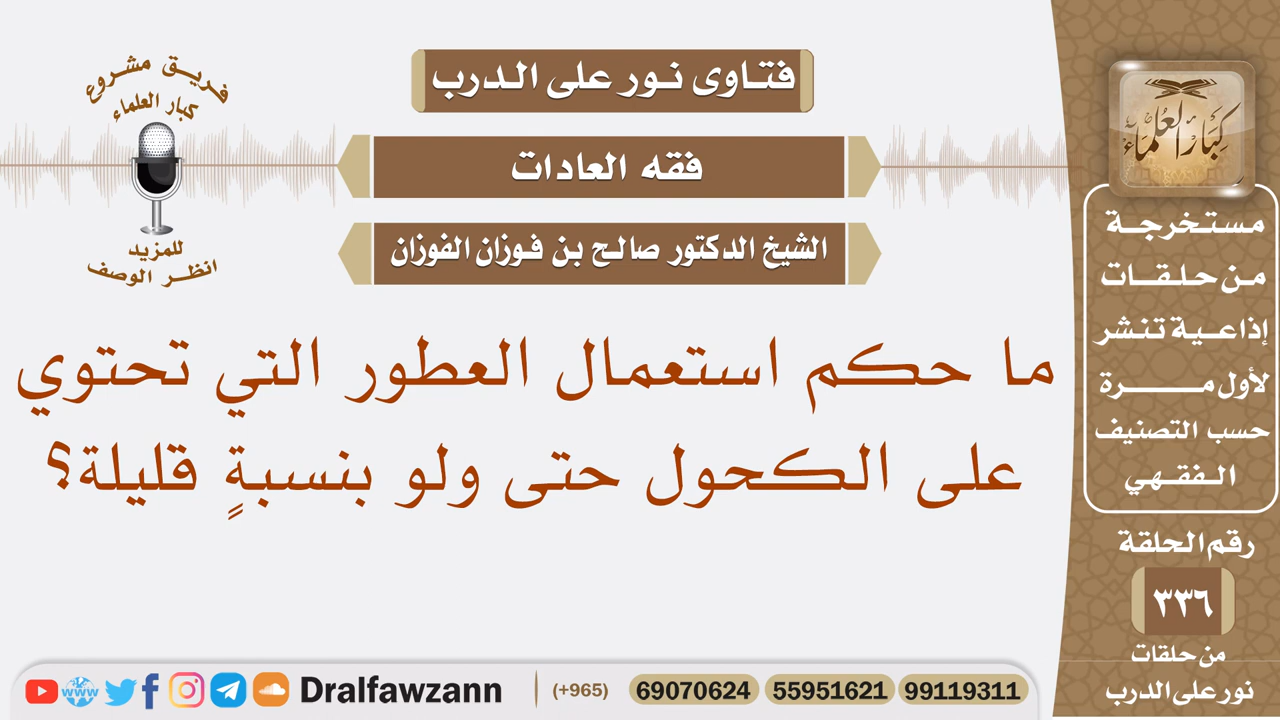 فتاوى نور على الدرب
فقه العادات
الشيخ الدكتور صالح بن فوزان الفوزان
ما حكم استعمال العطور التي تحتوي
على الكحول حتى ولو بنسبةٍ قليلة؟
فريق مشروع
كبار العلماء
للمزيد
انظر الوصف
كبار العلماء
مستخرجة
من حلقات
إذاعية تنشر
لأول مرة
حسب التصنيف
الفقهي
رقم الحلقة
٣٣٦
من حلقات
نور على الدرب
www
Dralfawzann
(+965) 69070624 55951621 99119311